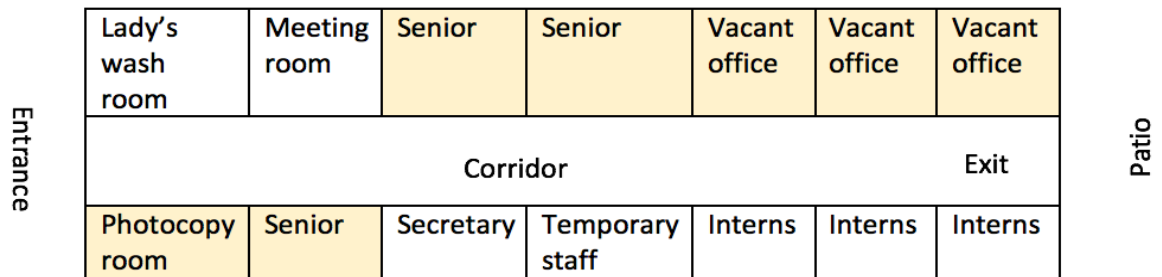 Lady's wash room
Meeting room
Senior
Senior
Vacant office
Vacant office
Vacant office
Entrance
Corridor
Exit
Patio
Photocopy room
Senior
Secretary
Temporary staff
Interns
Interns
Interns